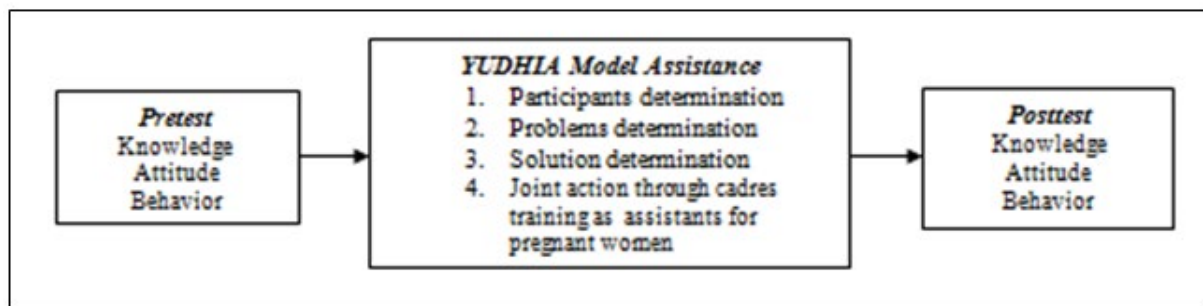 Pretest
Knowledge
Attitude
Behavior
YUDHIA Model Assistance
1. Participants determination
2. Problems determination
3. Solution determination
4. Joint action through cadres
training as assistants for
pregnant women
Posttest
Knowledge
Attitude
Behavior